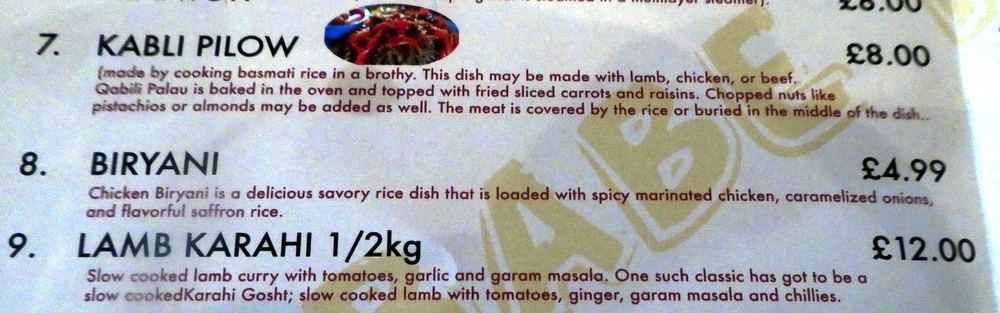 steamed in a
£8.00
7. KABLI PILOW £8.00
(made by cooking basmati rice in a brothy. This dish may be made with lamb, chicken, or beef.
Qabili Palau is baked in the oven and topped with fried sliced carrots and raisins. Chopped nuts like
pistachios or almonds may be added as well. The meat is covered by the rice or buried in the middle of the dish..
8. BIRYANI £4.99
Chicken Biryani is a delicious savory rice dish that is loaded with spicy marinated chicken, caramelized onions,
and flavorful saffron rice.
9. LAMB KARAHI 1/2kg £12.00
Slow cooked lamb curry with tomatoes, garlic and garam masala. One such classic has got to be a
slow cookedKarahi Gosht; slow cooked lamb with tomatoes, ginger, garam masala and chillies.